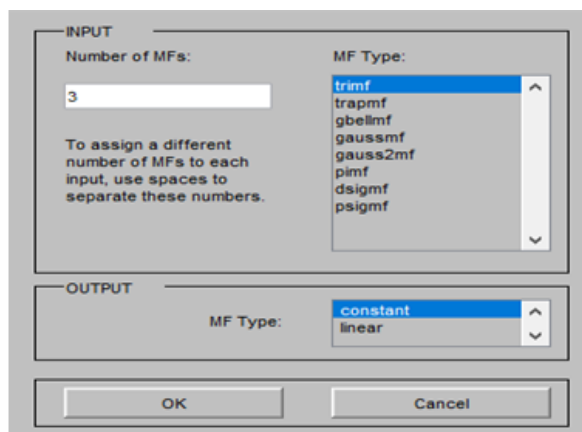 INPUT
Number of MFs:
3
To assign a different
number of MFs to each
input, use spaces to
separate these numbers.
MF Type:
trimf
trapmf
gbellmf
gaussmf
gauss2mf
pimf
dsigmf
psigmf
OUTPUT
MF Type:
constant
linear
OK
Cancel